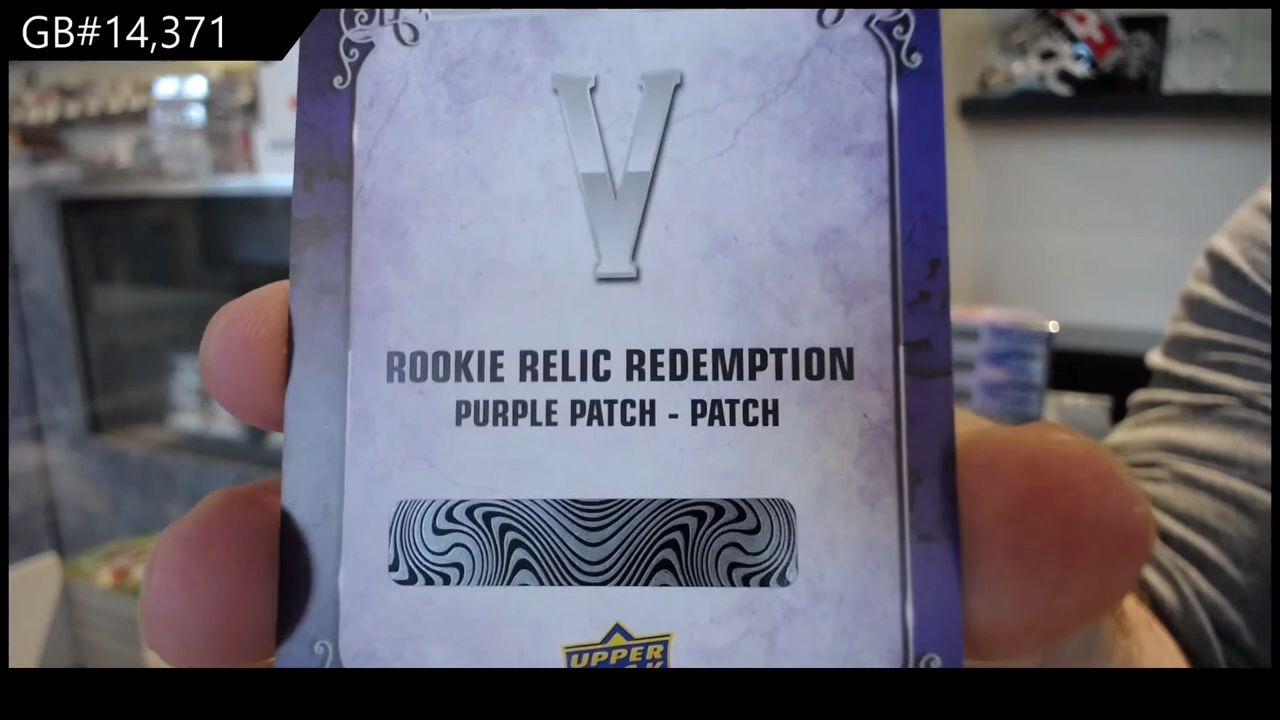 GB#14,371
V
ROOKIE RELIC REDEMPTION
PURPLE PATCH - PATCH
UPPER